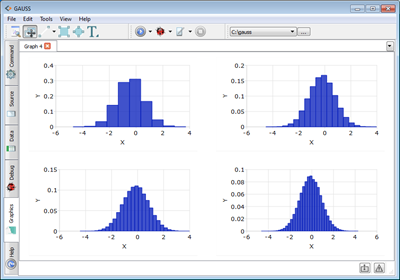 GAUSS
File Edit Tools View Help
T
C:\gauss
...
Graph 4
Command
Source
Data
Debug
Graphics
Help
0.4
0.3
0.2
0.1
0
Y
-6 -4 -2 0 2 4
X
0.2
0.15
0.1
0.05
0
Y
-6 -4 -2 0 2 4
X
0.15
0.1
0.05
0
Y
-6 -4 -2 0 2 4
X
0.1
0.08
0.06
0.04
0.02
0
Y
-6 -4 -2 0 2 4 6
X